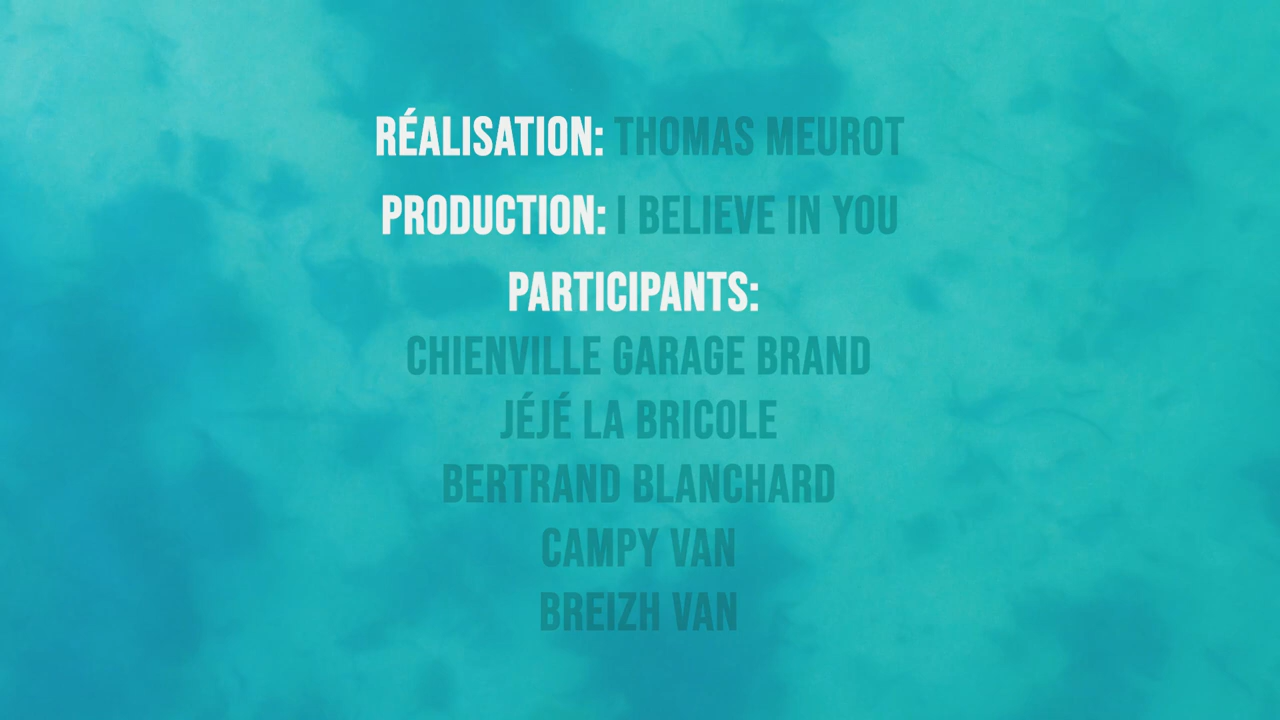 RÉALISATION: THOMAS MEUROT
PRODUCTION: I BELIEVE IN YOU
PARTICIPANTS:
CHIENVILLE GARAGE BRAND
JÉJÉ LA BRICOLE
BERTRAND BLANCHARD
CAMPY VAN
BREIZH VAN